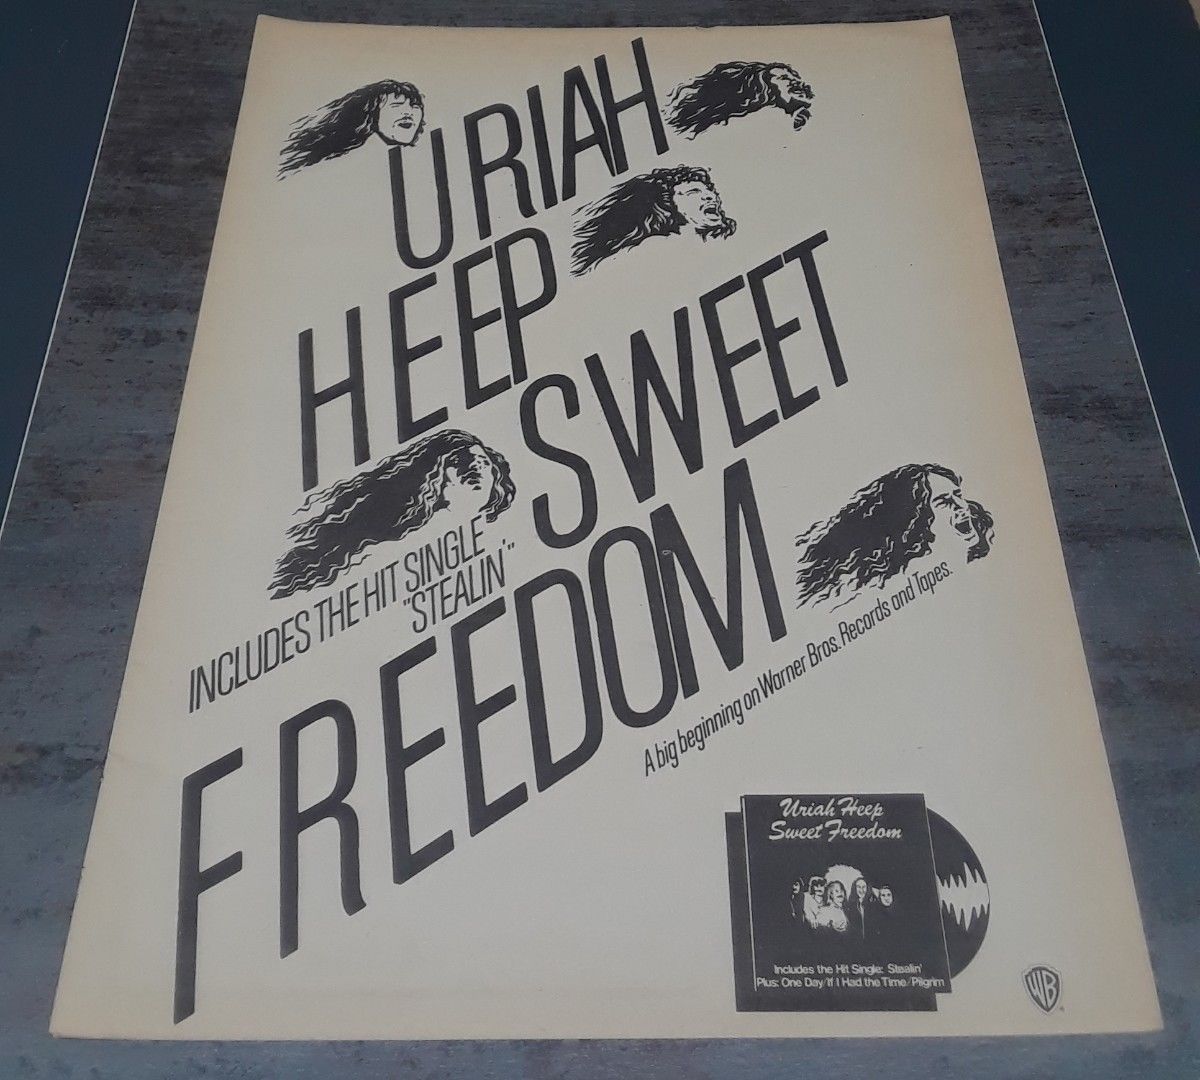 URIAH
HEEP
SWEET
FREEDOM
INCLUDES THE HIT SINGLE
"STEALIN'"
A big beginning on Warner Bros. Records and Tapes.
Uriah Heep
Sweet Freedom
Includes the Hit Single: Stealin'
Plus: One Day/If I Had the Time/Pilgrim
WB